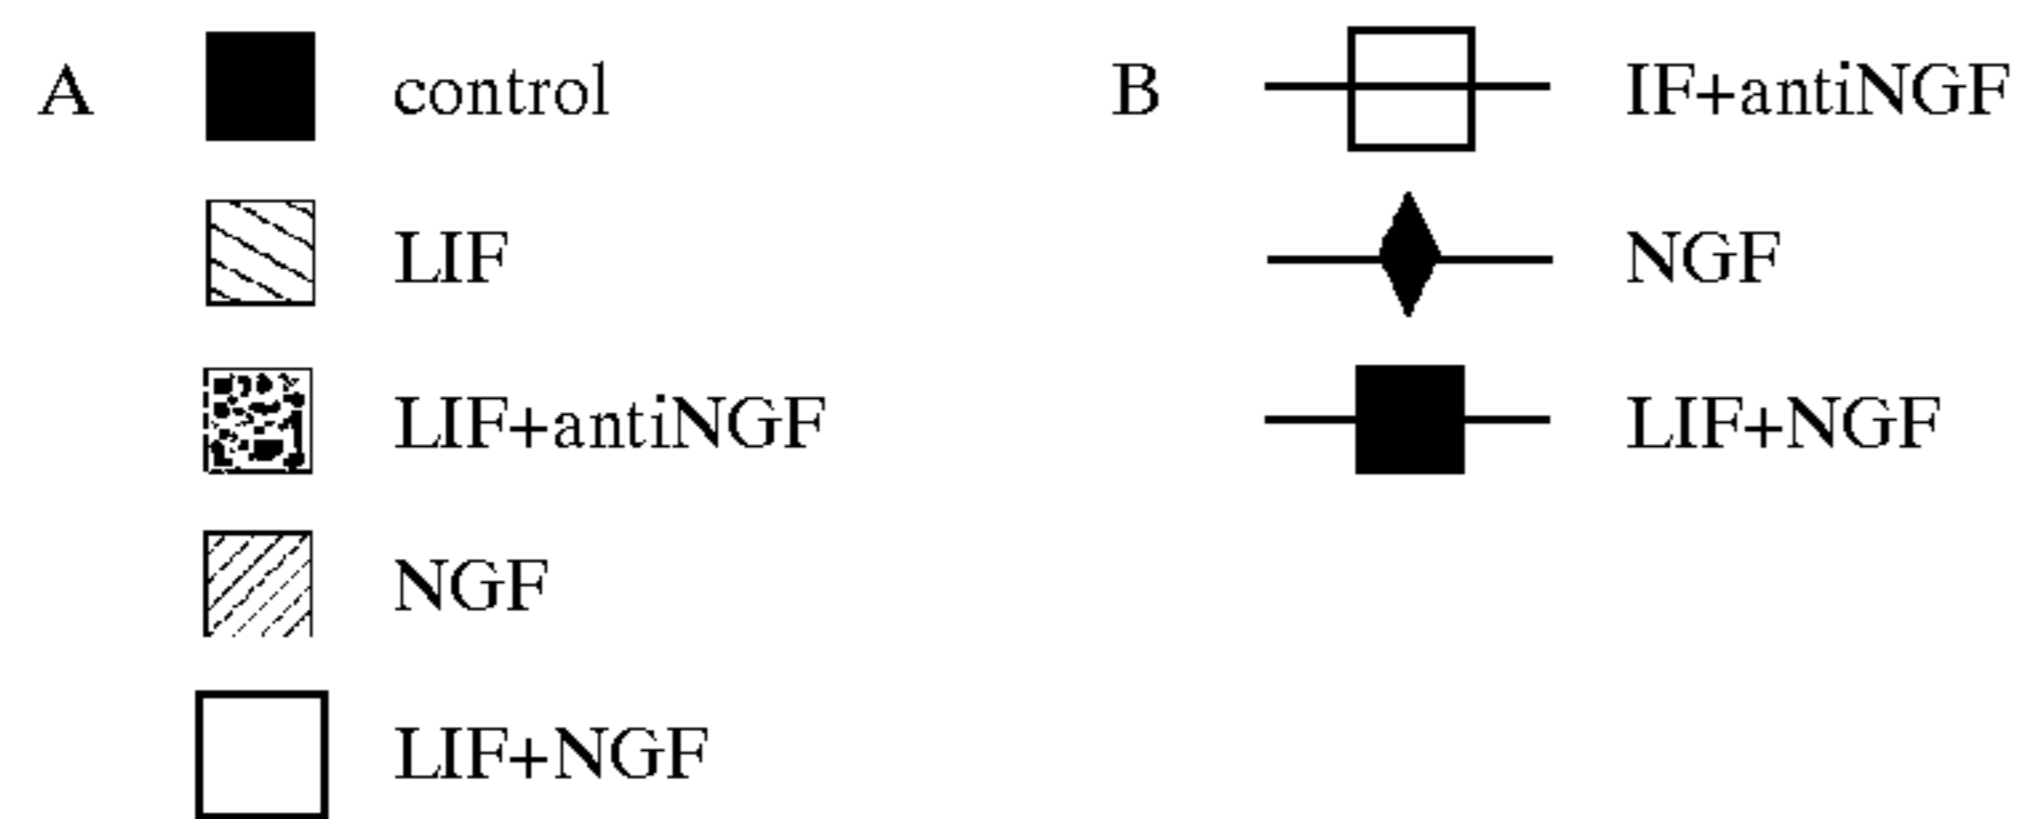 A control
LIF
LIF+antiNGF
NGF
LIF+NGF
B IF+antiNGF
NGF
LIF+NGF